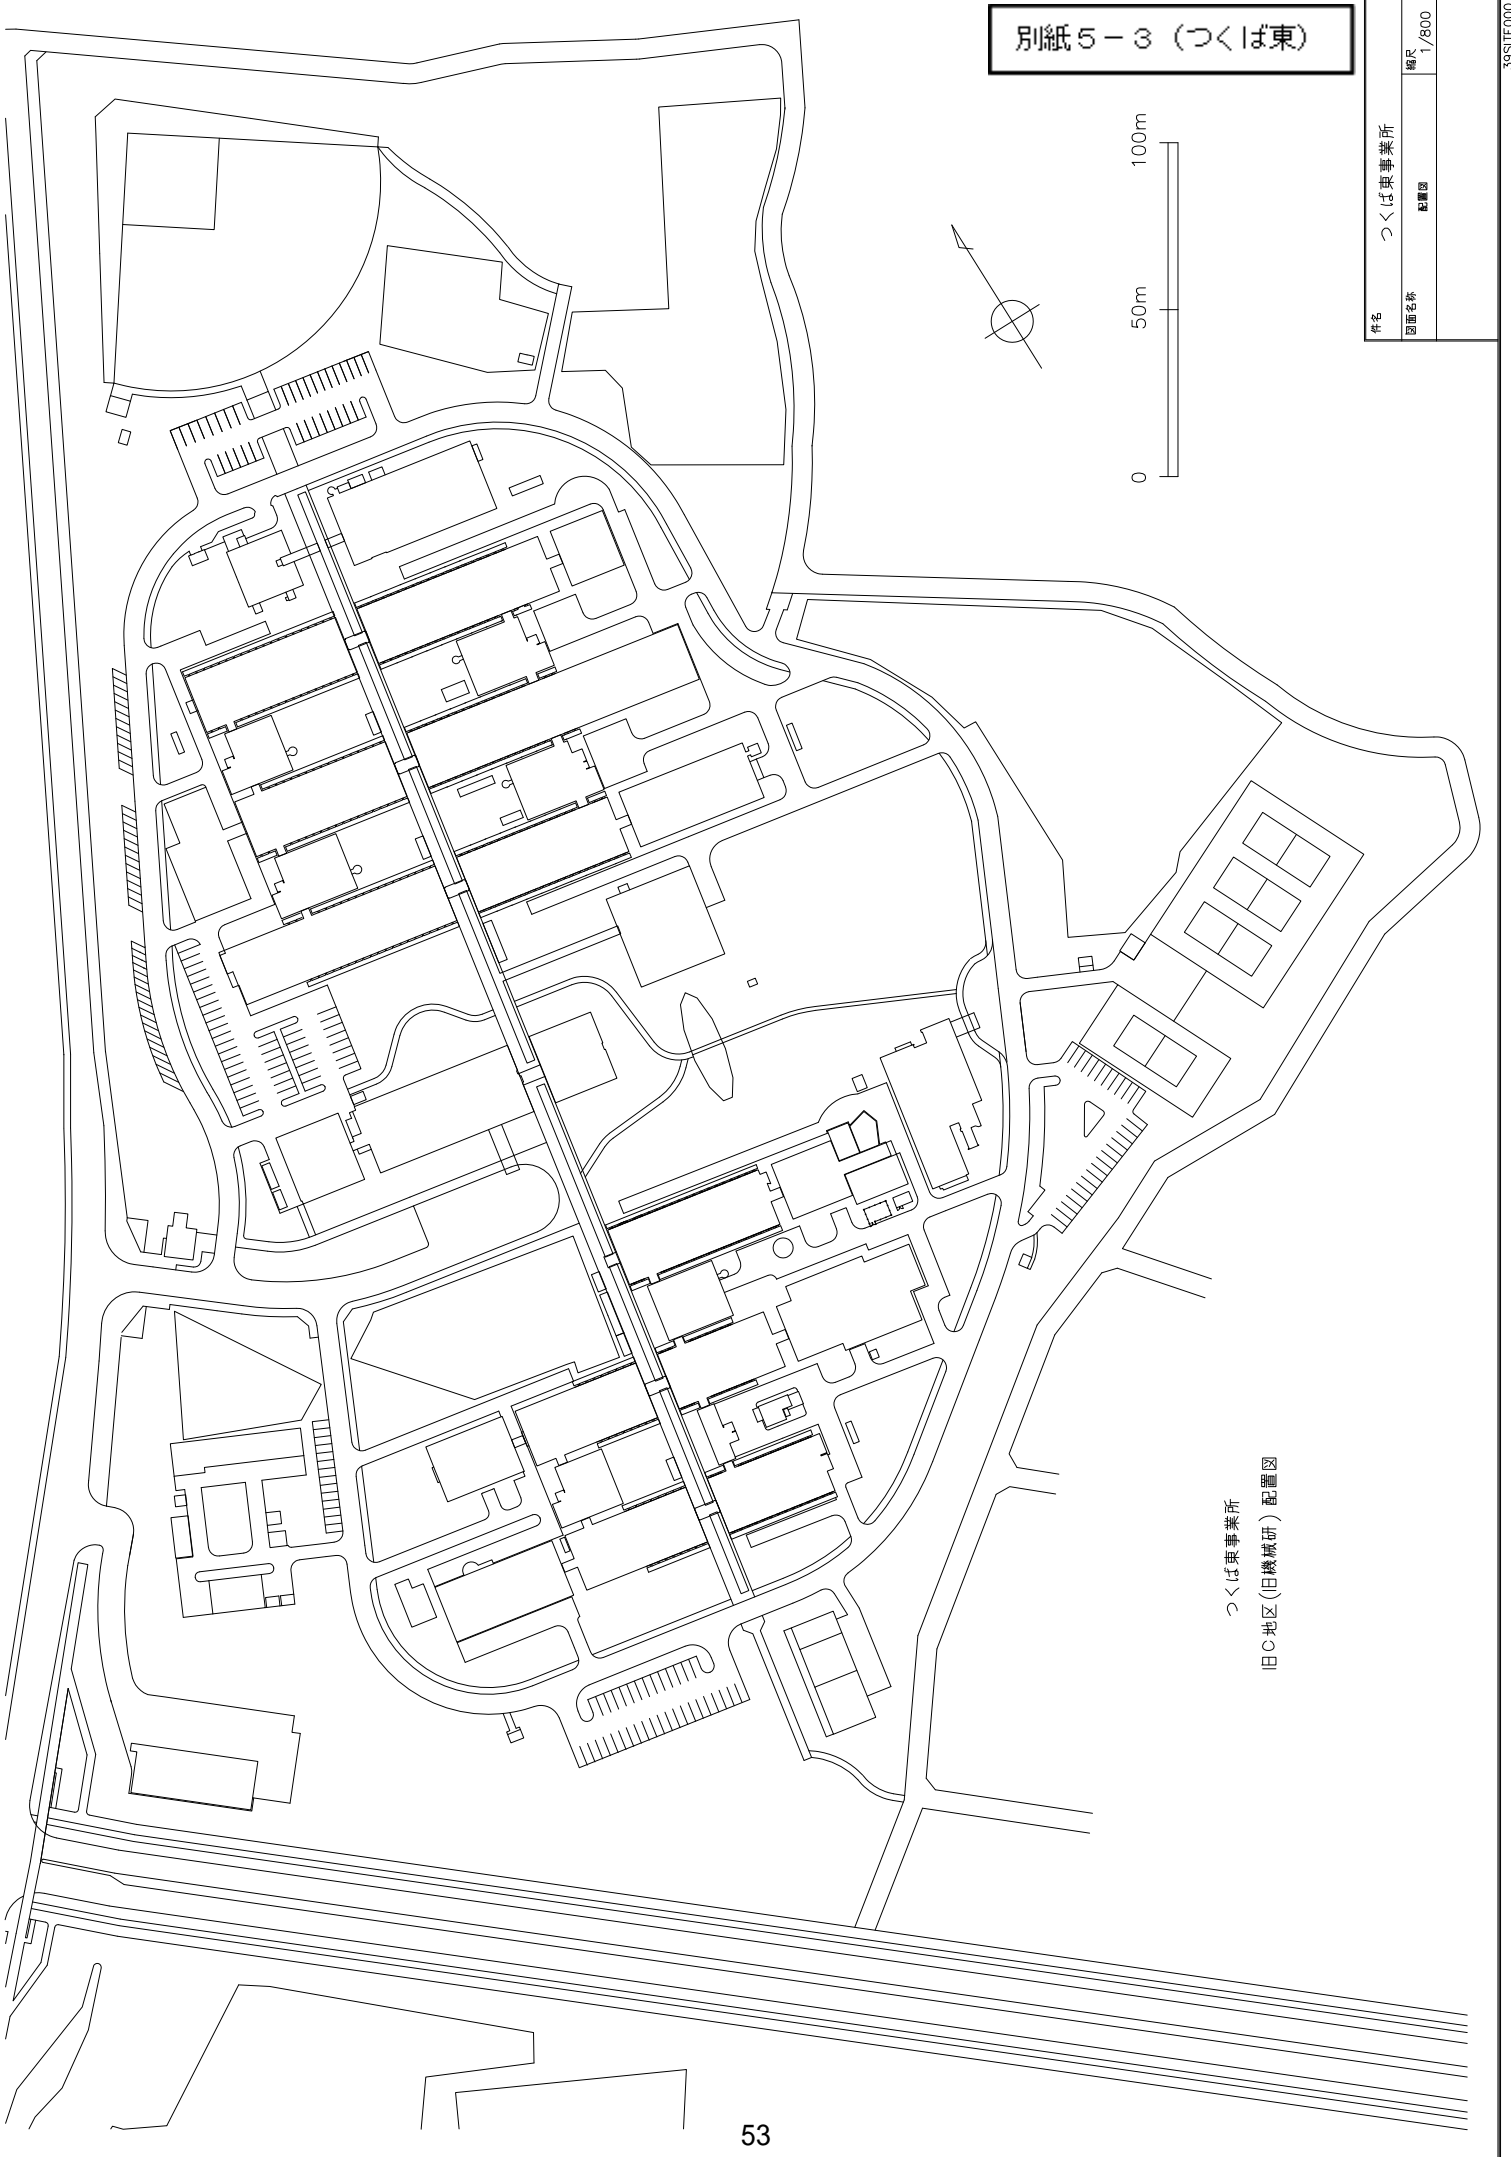 別紙５－３（つくば東）
件名
つくば東事業所
図面名称
配置図
縮尺
1/800
39SITE000
0
50m
100m
つくば東事業所
旧C地区(旧機械研) 配置図
53